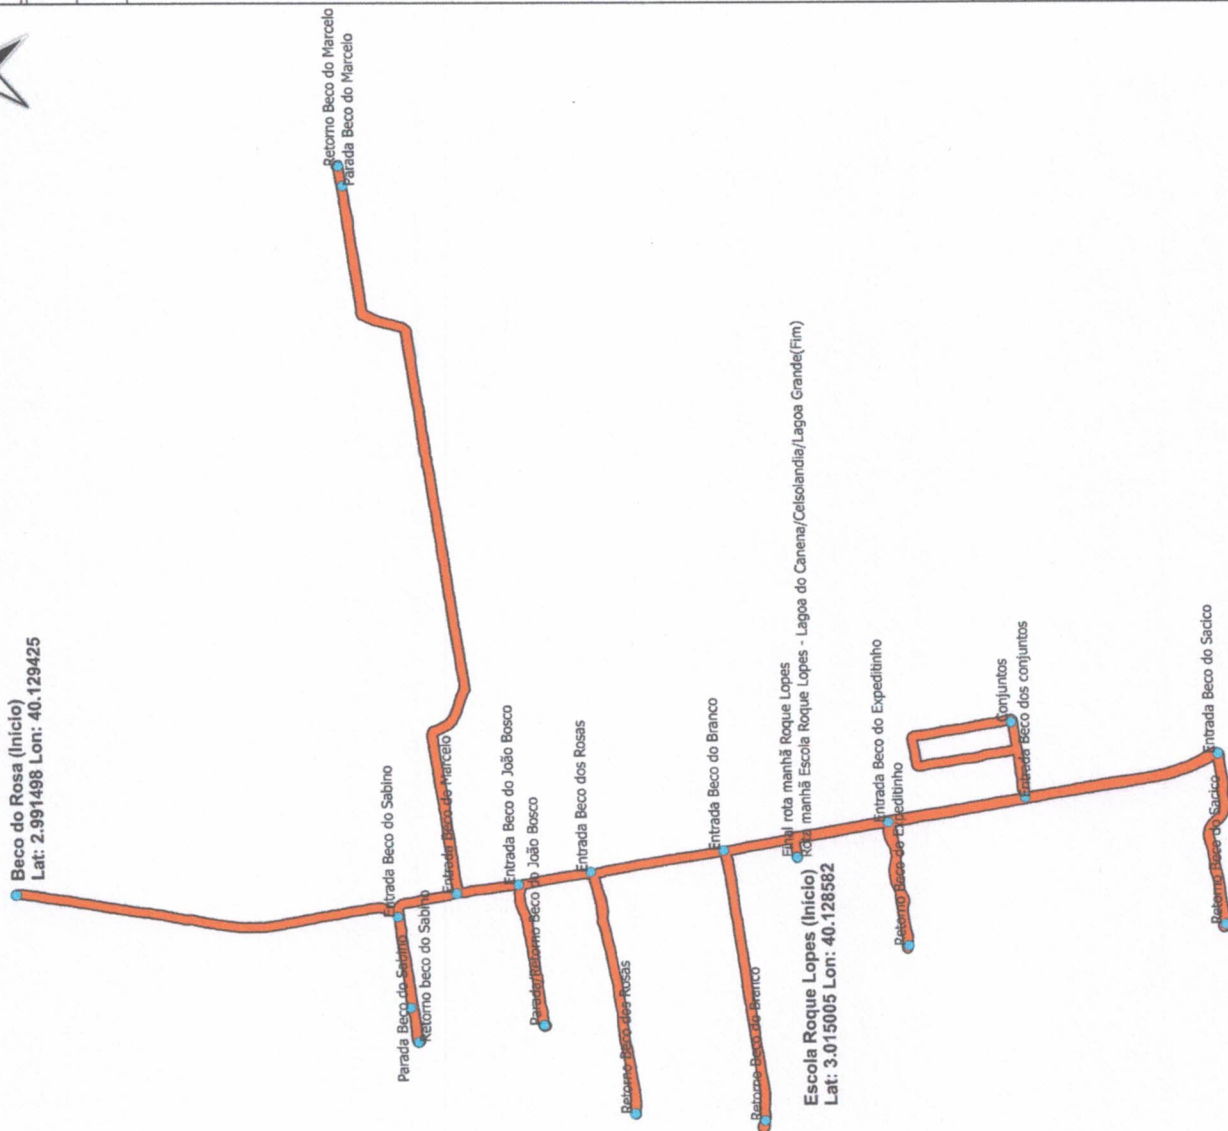 Beco do Rosa (Início)
Lat: 2.991498 Lon: 40.129425
Retorno Beco do Marcelo
Parada Beco do Marcelo
Entrada Beco do Sabino
Parada Beco do Sabino
Retorno beco do Sabino
Entrada Beco do Marcelo
Entrada Beco do João Bosco
Parada/Retorno Beco do João Bosco
Entrada Beco dos Rosas
Retorno Beco dos Rosas
Entrada Beco do Branco
Retorno Beco do Branco
Final rota manhã Roque Lopes
Rota manhã Escola Roque Lopes - Lagoa do Canena/Celsolandia/Lagoa Grande(Fim)
Escola Roque Lopes (Início)
Lat: 3.015005 Lon: 40.128582
Entrada Beco do Expeditinho
Retorno Beco do Expeditinho
Conjuntos
Entrada Beco dos conjuntos
Entrada Beco do Sacico
Retorno Beco do Sacico